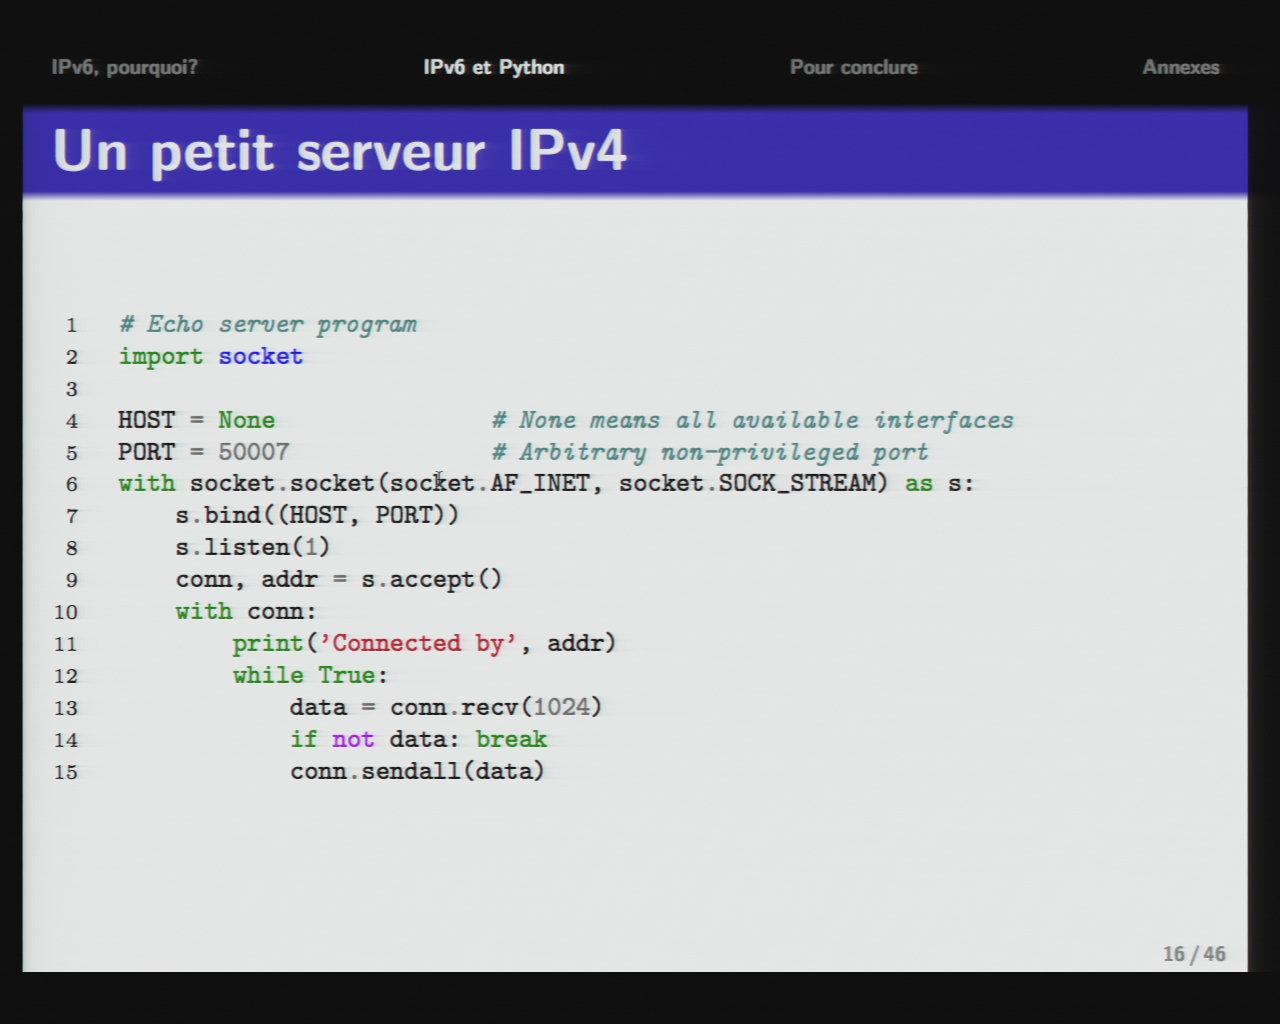 IPv6, pourquoi? IPv6 et Python Pour conclure Annexes
Un petit serveur IPv4
1 # Echo server program
2 import socket
3
4 HOST = None # None means all available interfaces
5 PORT = 50007 # Arbitrary non-privileged port
6 with socket.socket(socket.AF_INET, socket.SOCK_STREAM) as s:
7 s.bind((HOST, PORT))
8 s.listen(1)
9 conn, addr = s.accept()
10 with conn:
11 print('Connected by', addr)
12 while True:
13 data = conn.recv(1024)
14 if not data: break
15 conn.sendall(data)
16 / 46